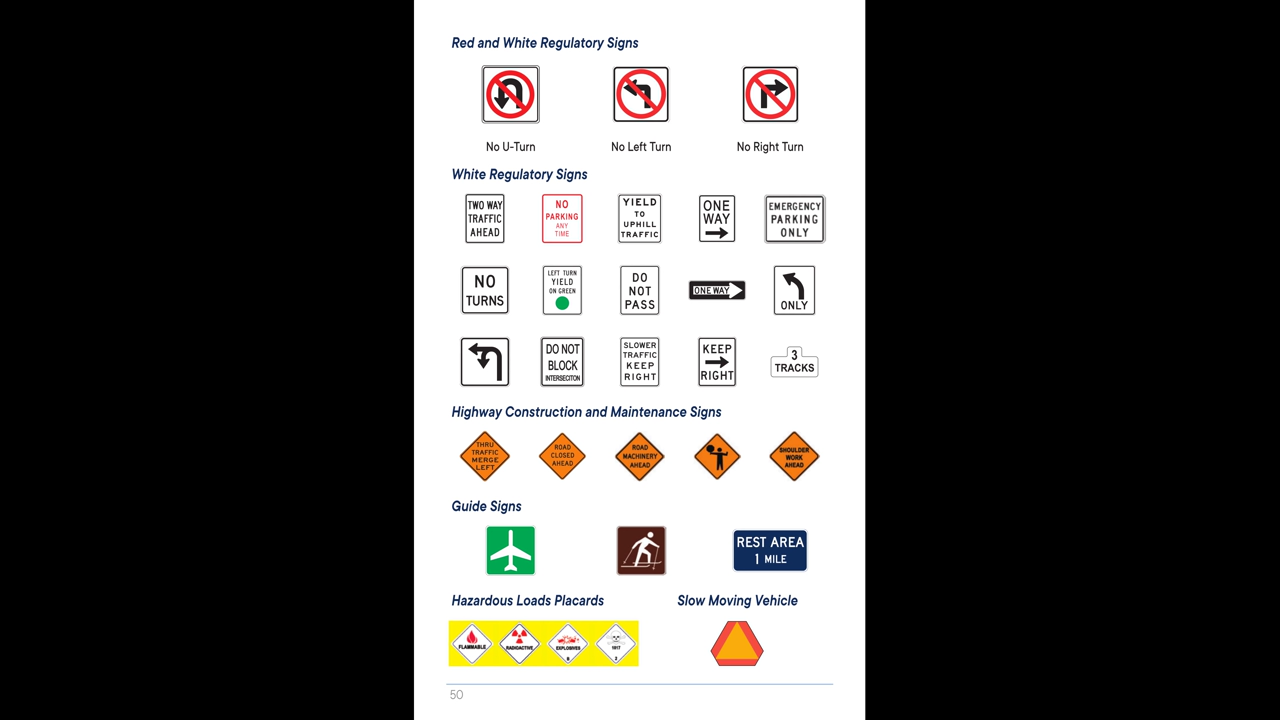 Red and White Regulatory Signs
No U-Turn
No Left Turn
No Right Turn
White Regulatory Signs
TWO WAY
TRAFFIC
AHEAD
NO
PARKING
ANY
TIME
YIELD
TO
UPHILL
TRAFFIC
ONE
WAY
EMERGENCY
PARKING
ONLY
NO
TURNS
LEFT TURN
YIELD
ON GREEN
DO
NOT
PASS
ONE WAY
ONLY
DO NOT
BLOCK
INTERSECITON
SLOWER
TRAFFIC
KEEP
RIGHT
KEEP
RIGHT
3
TRACKS
Highway Construction and Maintenance Signs
THRU
TRAFFIC
MERGE
LEFT
ROAD
CLOSED
AHEAD
ROAD
MACHINERY
AHEAD
SHOULDER
WORK
AHEAD
Guide Signs
REST AREA
1 MILE
Hazardous Loads Placards
Slow Moving Vehicle
FLAMMABLE
RADIOACTIVE
EXPLOSIVES
1017
50